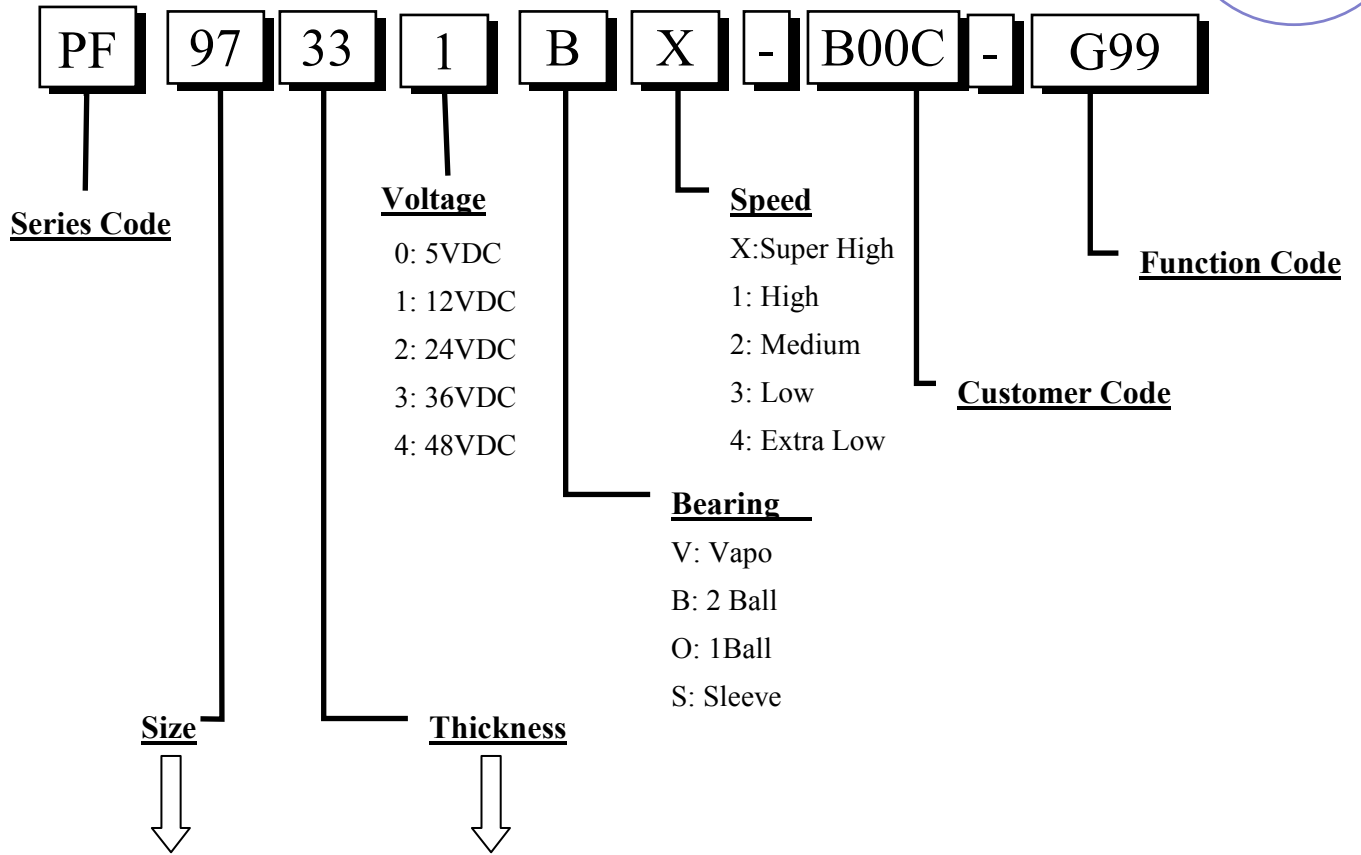 PF 97 33 1 B X - B00C - G99
Series Code
Voltage
0: 5VDC
1: 12VDC
2: 24VDC
3: 36VDC
4: 48VDC
Speed
X:Super High
1: High
2: Medium
3: Low
4: Extra Low
Function Code
Customer Code
Bearing
V: Vapo
B: 2 Ball
O: 1Ball
S: Sleeve
Size
Thickness